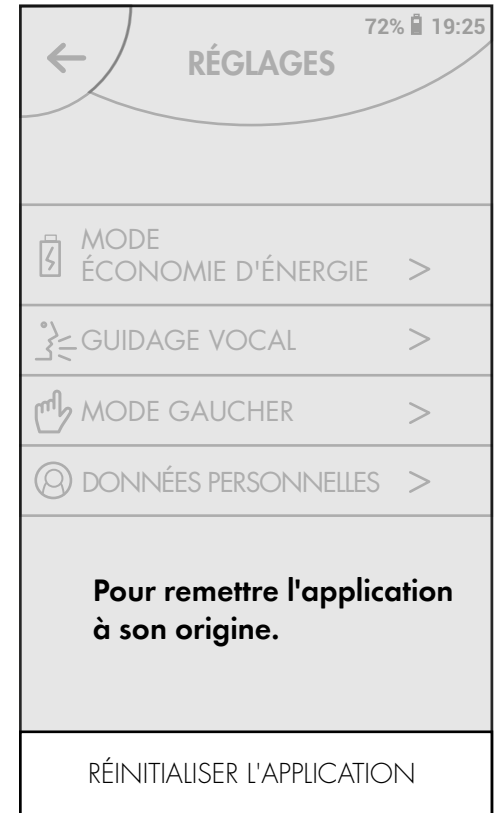 72% 19:25
RÉGLAGES
MODE
ÉCONOMIE D'ÉNERGIE >
GUIDAGE VOCAL >
MODE GAUCHER >
DONNÉES PERSONNELLES >
Pour remettre l'application
à son origine.
RÉINITIALISER L'APPLICATION